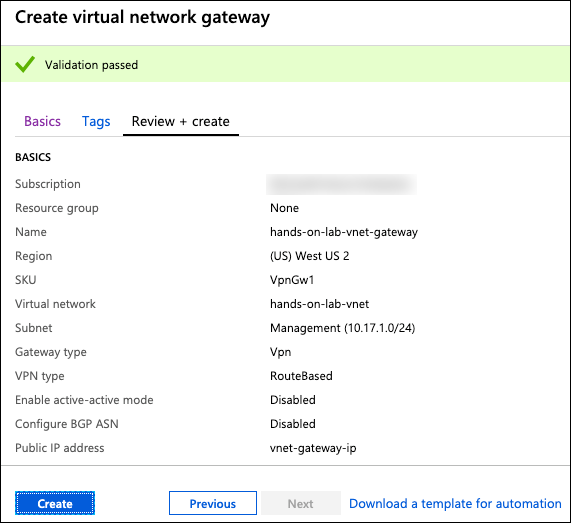 Create virtual network gateway
Validation passed
Basics Tags Review + create
BASICS
Subscription
Resource group None
Name hands-on-lab-vnet-gateway
Region (US) West US 2
SKU VpnGw1
Virtual network hands-on-lab-vnet
Subnet Management (10.17.1.0/24)
Gateway type Vpn
VPN type RouteBased
Enable active-active mode Disabled
Configure BGP ASN Disabled
Public IP address vnet-gateway-ip
Create Previous Next Download a template for automation